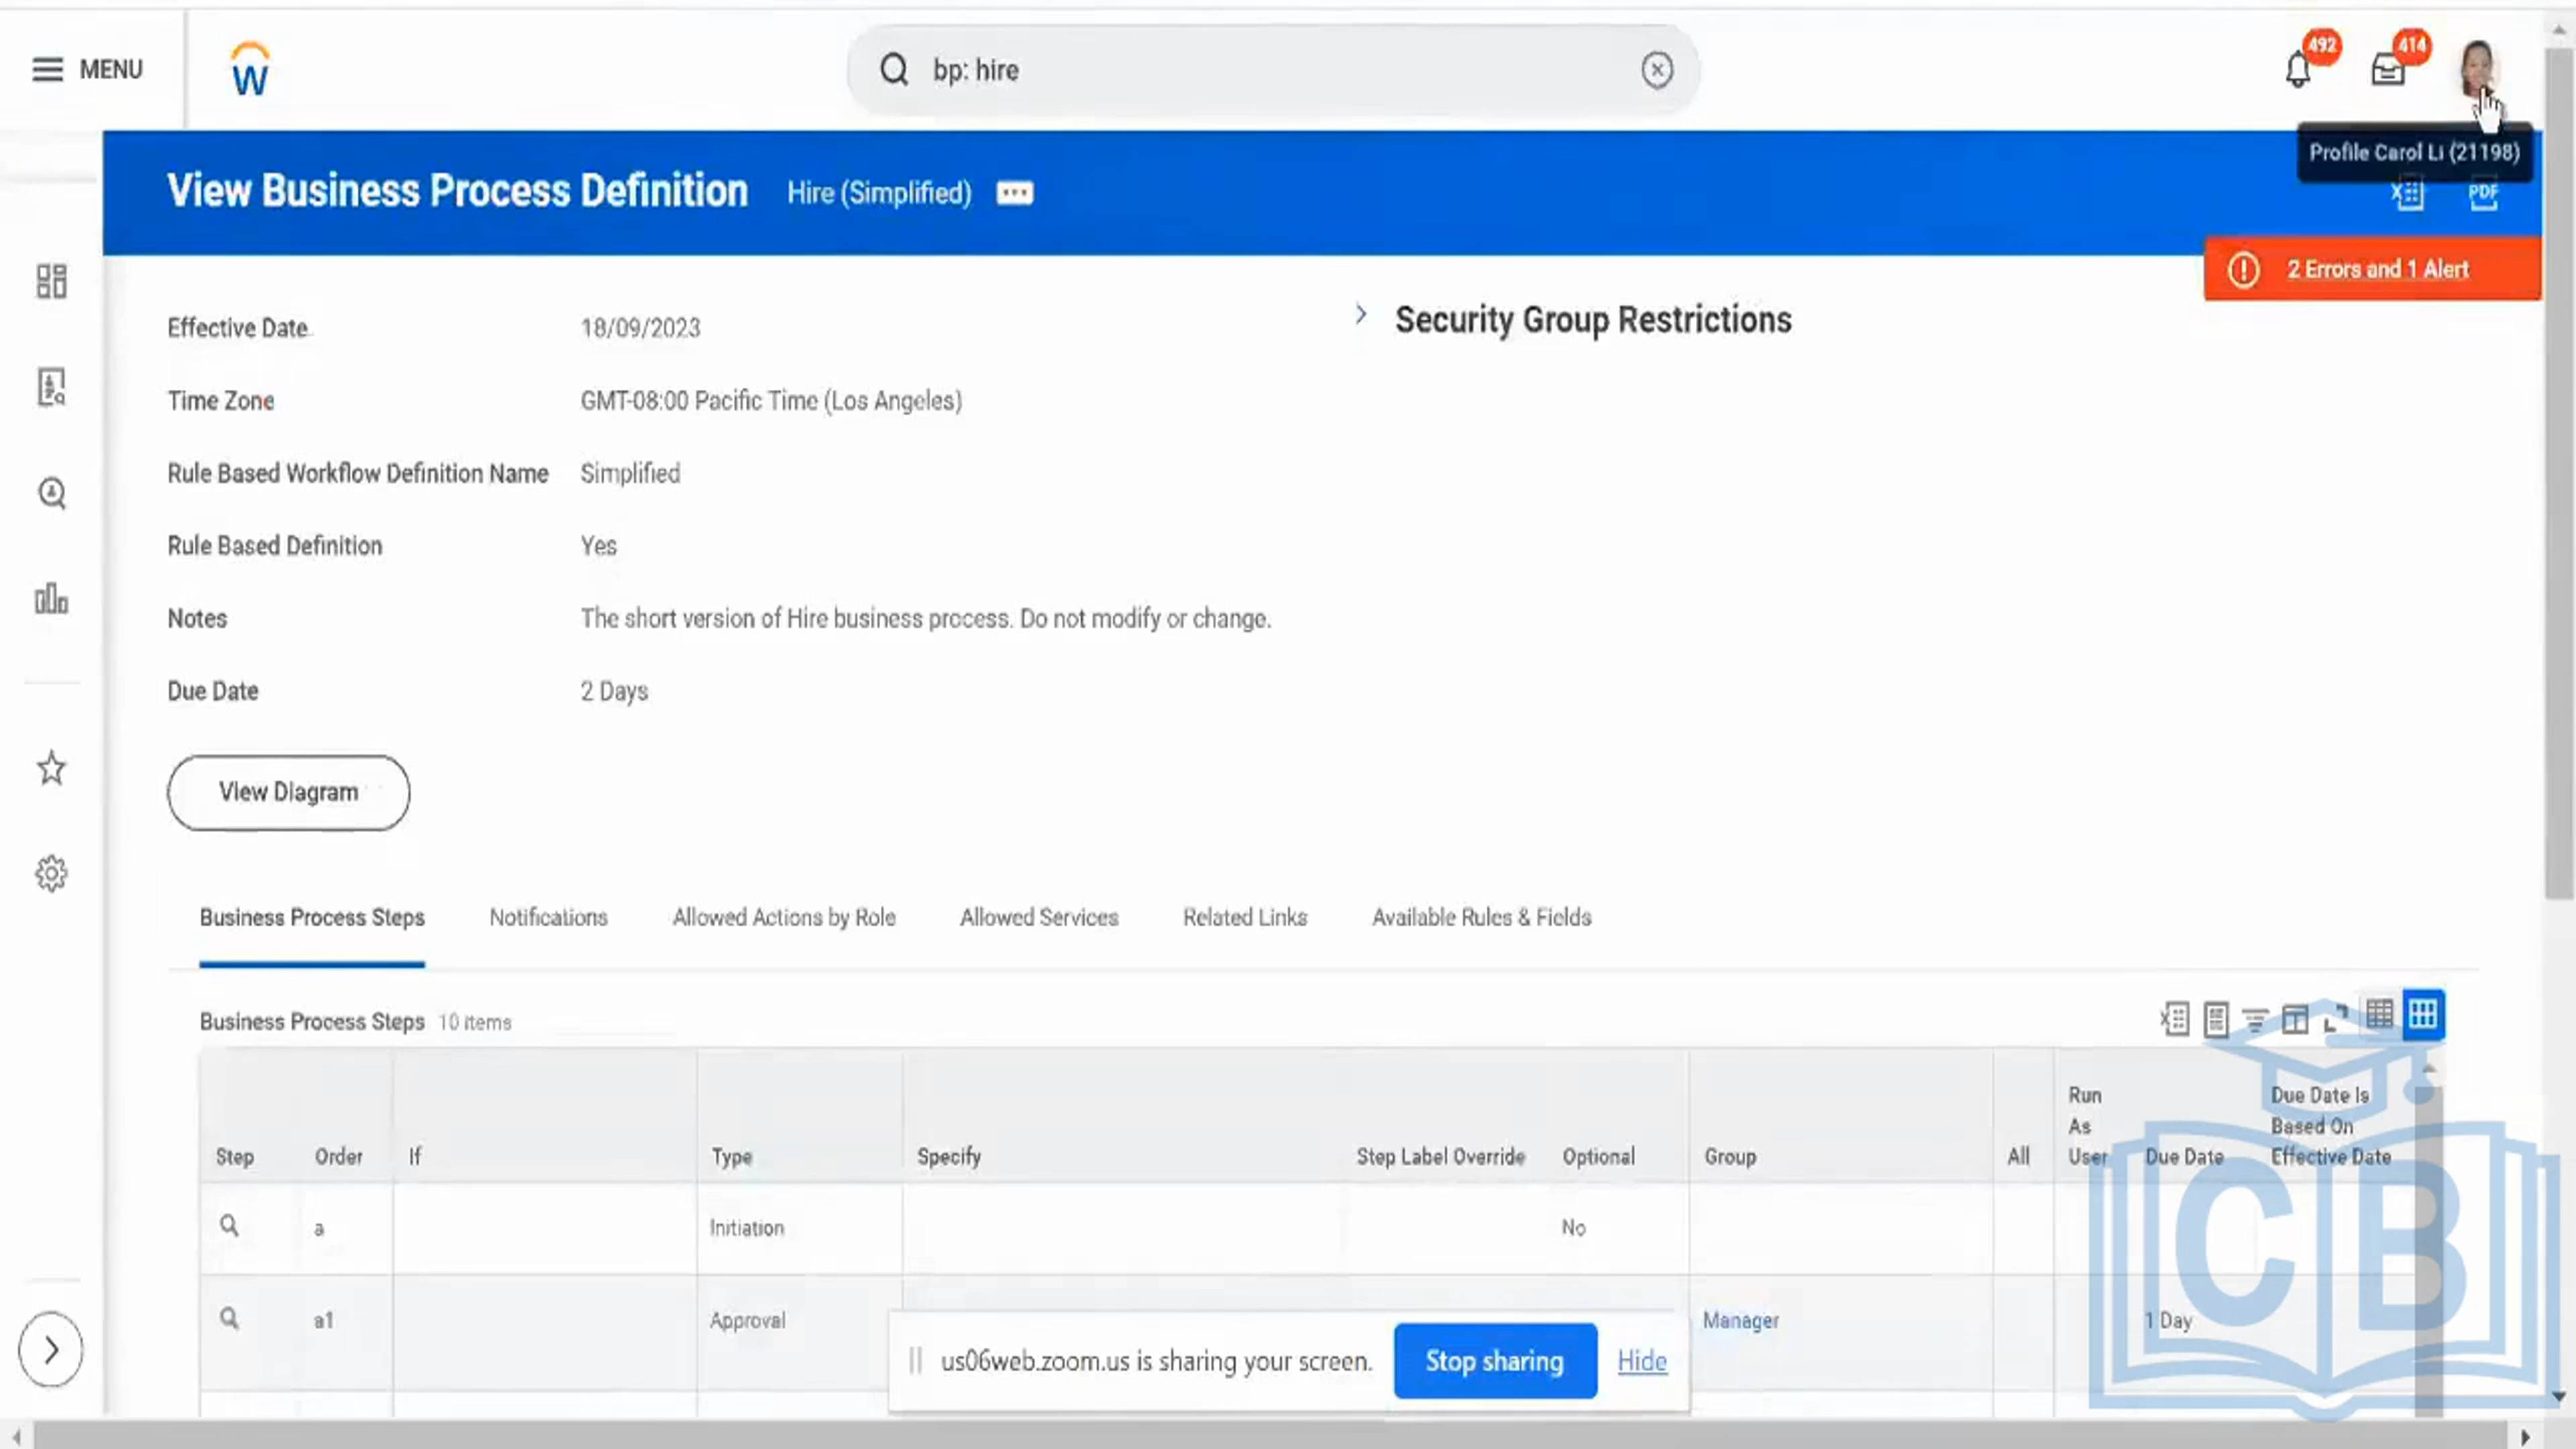 MENU
W
bp: hire
492
414
Profile Carol Li (21198)
View Business Process Definition Hire (Simplified)
PDF
2 Errors and 1 Alert
Effective Date 18/09/2023
Security Group Restrictions
Time Zone GMT-08:00 Pacific Time (Los Angeles)
Rule Based Workflow Definition Name Simplified
Rule Based Definition Yes
Notes The short version of Hire business process. Do not modify or change.
Due Date 2 Days
View Diagram
Business Process Steps Notifications Allowed Actions by Role Allowed Services Related Links Available Rules & Fields
Business Process Steps 10 items
Step Order If Type Specify Step Label Override Optional Group All Run As User Due Date Due Date Is Based On Effective Date
a Initiation No
a1 Approval Manager 1 Day
us06web.zoom.us is sharing your screen. Stop sharing Hide
CB